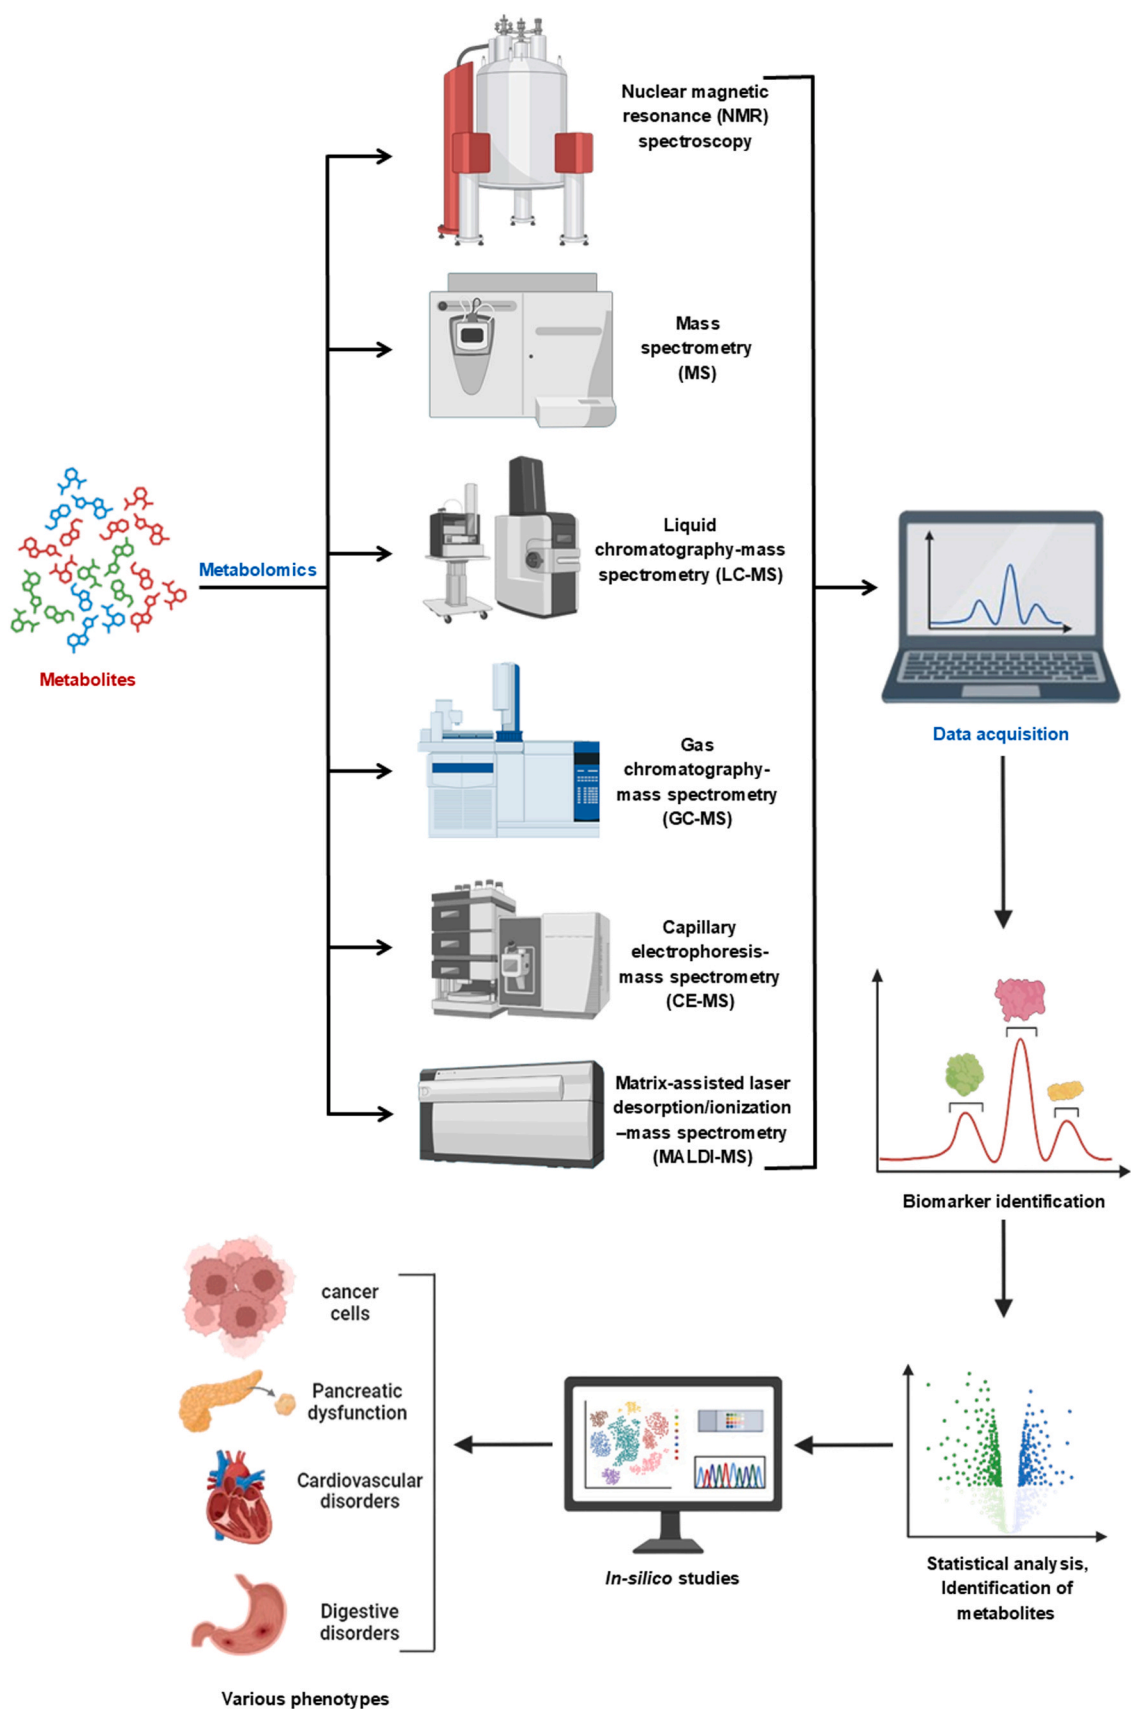 Nuclear magnetic
resonance (NMR)
spectroscopy
Mass
spectrometry
(MS)
Liquid
chromatography-mass
spectrometry (LC-MS)
Metabolomics
Metabolites
Data acquisition
Gas
chromatography-
mass spectrometry
(GC-MS)
Capillary
electrophoresis-
mass spectrometry
(CE-MS)
Matrix-assisted laser
desorption/ionization
–mass spectrometry
(MALDI-MS)
Biomarker identification
Statistical analysis,
Identification of
metabolites
In-silico studies
cancer
cells
Pancreatic
dysfunction
Cardiovascular
disorders
Digestive
disorders
Various phenotypes